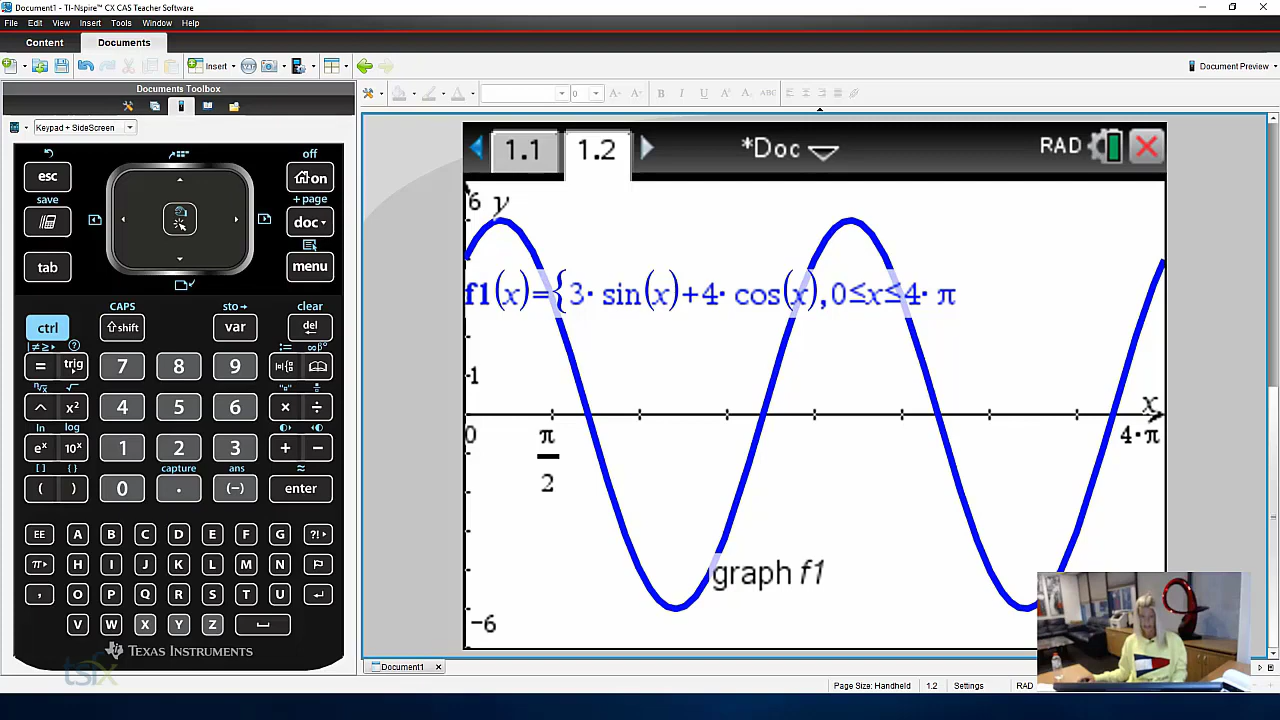 Document1 - TI-Nspire™ CX CAS Teacher Software
File Edit View Insert Tools Window Help
Content Documents
Insert Document Preview
Documents Toolbox
Keypad + SideScreen
1.1 1.2 *Doc RAD
off
esc on
save + page
doc
tab menu
CAPS sto→ clear
ctrl shift var del
= trig 7 8 9
^ x² 4 5 6 × ÷
ln log
eˣ 10ˣ 1 2 3 + −
[ ] { } capture ans ≈
( ) 0 . (−) enter
EE A B C D E F G ?!
π H I J K L M N
, O P Q R S T U
V W X Y Z
TEXAS INSTRUMENTS
tsfx
6 y
f1(x)={3· sin(x)+4· cos(x),0≤x≤4· π
1
x
0 π/2 4·π
graph f1
-6
Document1
Page Size: Handheld 1.2 Settings RAD